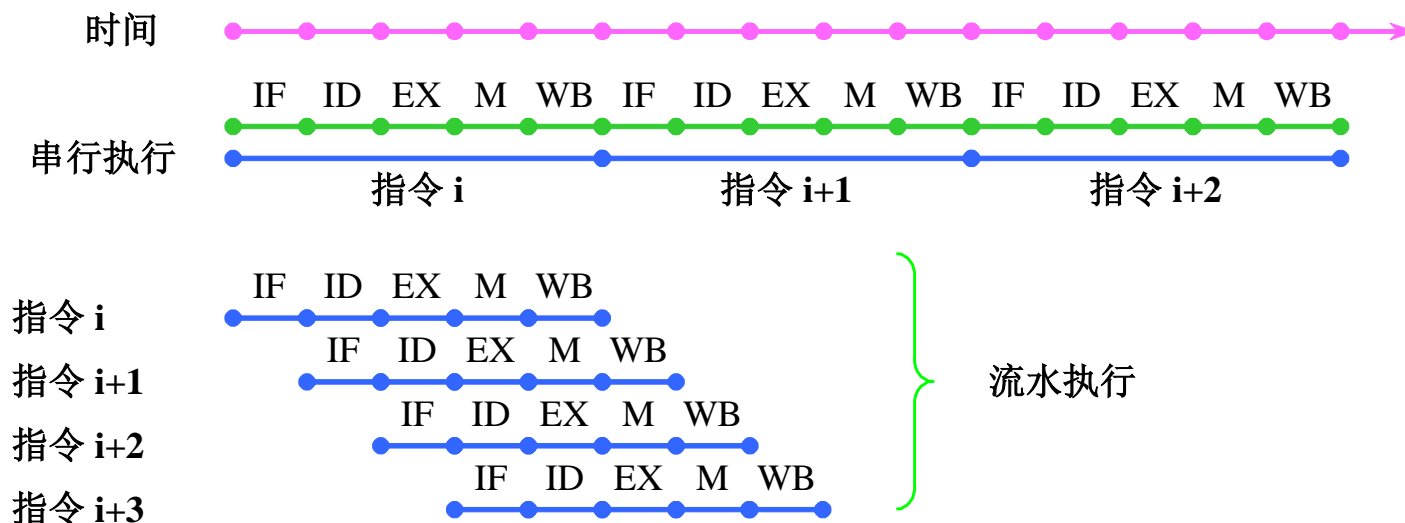 时间
IF ID EX M WB IF ID EX M WB IF ID EX M WB
串行执行
指令 i 指令 i+1 指令 i+2
IF ID EX M WB
指令 i
IF ID EX M WB
指令 i+1
流水执行
IF ID EX M WB
指令 i+2
IF ID EX M WB
指令 i+3